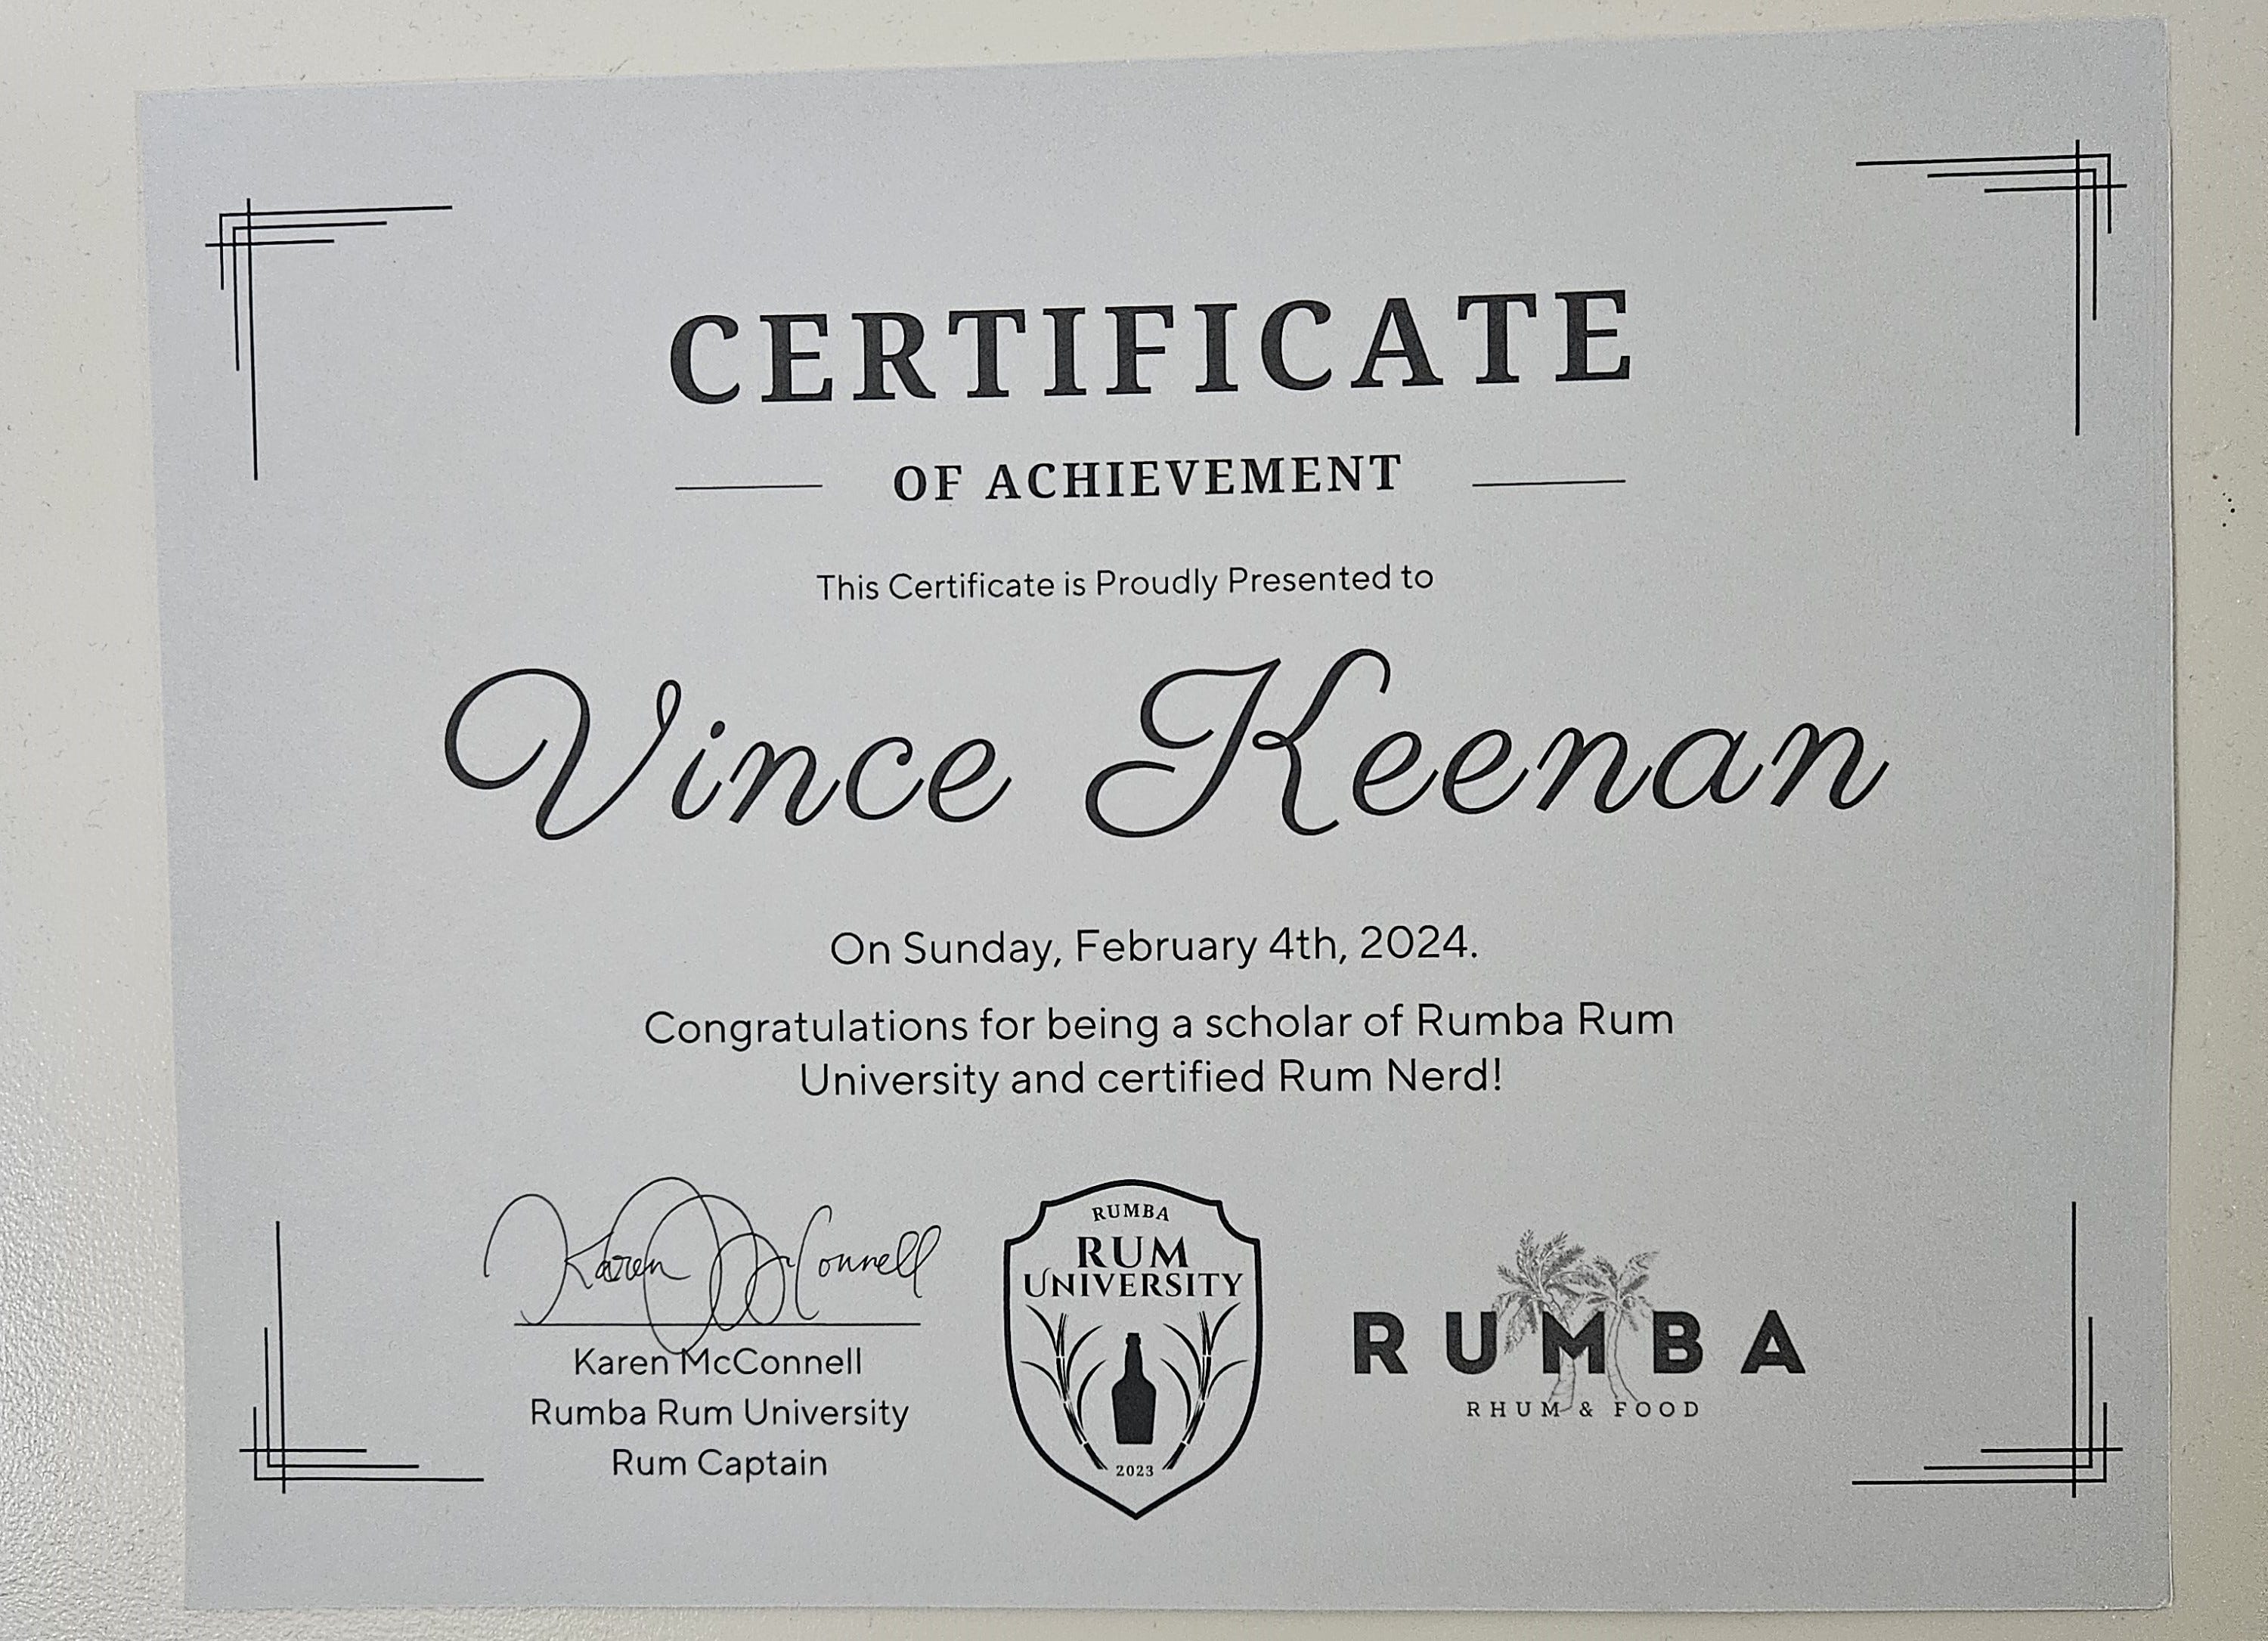 CERTIFICATE
OF ACHIEVEMENT
This Certificate is Proudly Presented to
Vince Keenan
On Sunday, February 4th, 2024.
Congratulations for being a scholar of Rumba Rum
University and certified Rum Nerd!
Karen McConnell
Karen McConnell
Rumba Rum University
Rum Captain
RUMBA
RUM
UNIVERSITY
2023
RUMBA
RHUM & FOOD